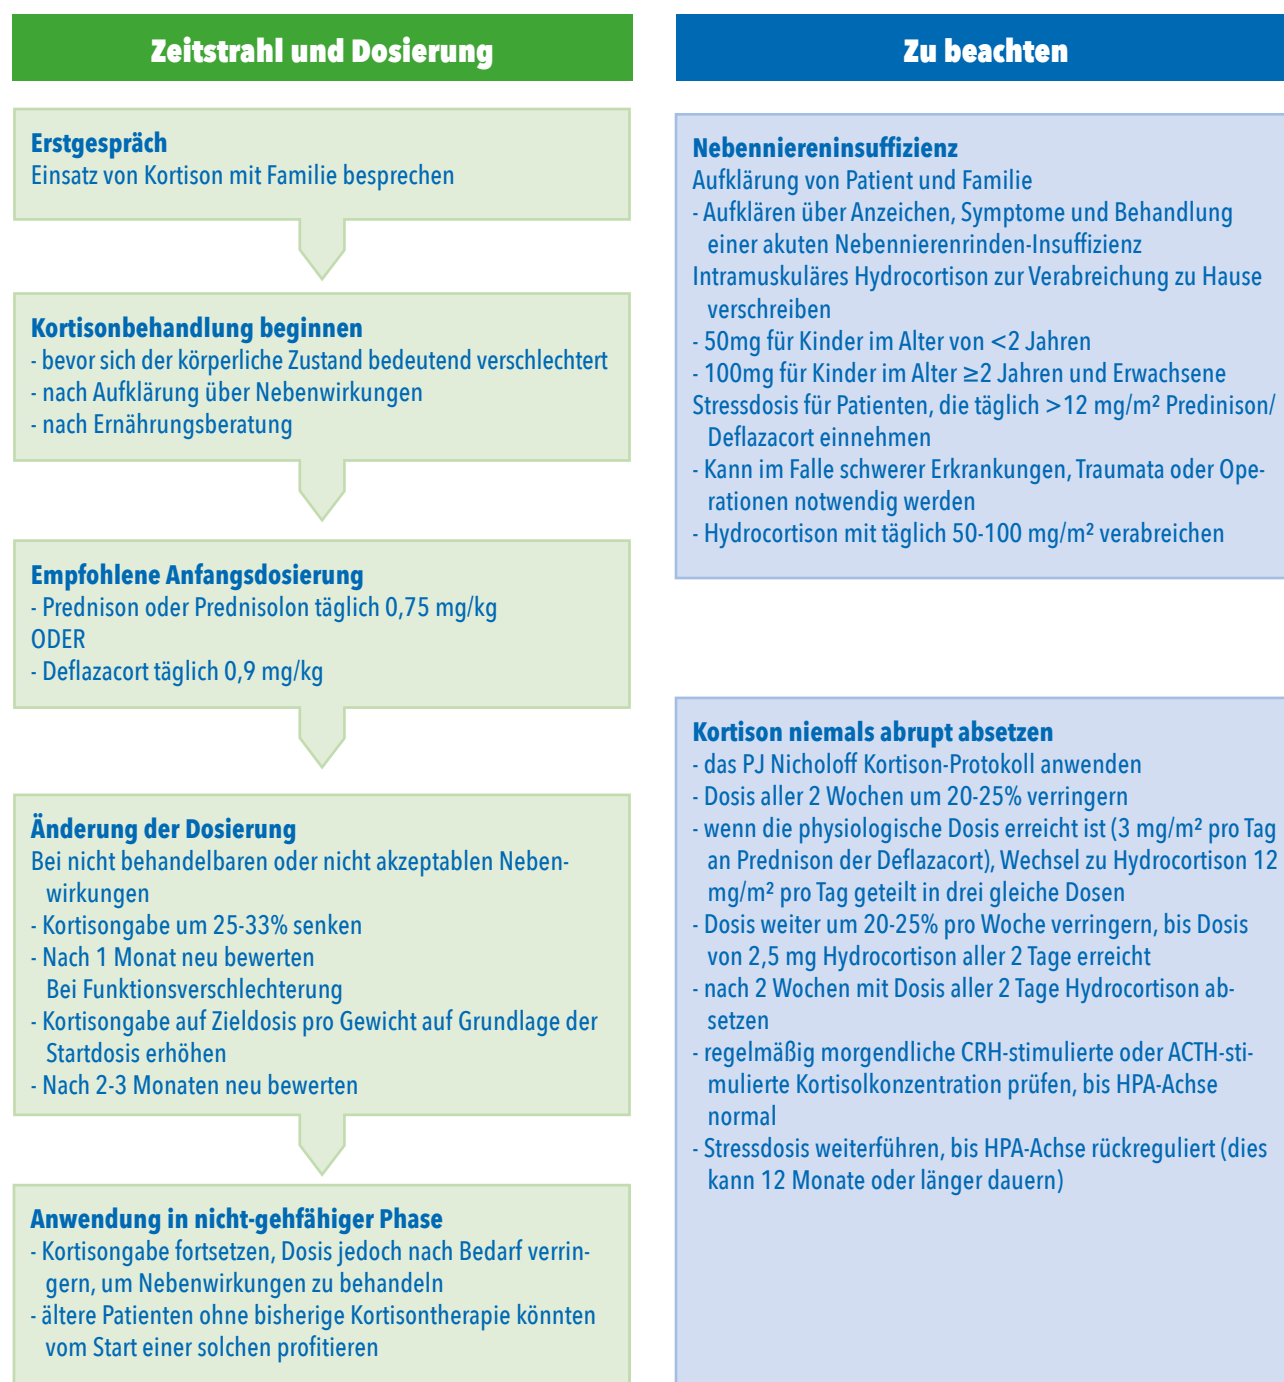 Zeitstrahl und Dosierung
Erstgespräch
Einsatz von Kortison mit Familie besprechen
Kortisonbehandlung beginnen
- bevor sich der körperliche Zustand bedeutend verschlechtert
- nach Aufklärung über Nebenwirkungen
- nach Ernährungsberatung
Empfohlene Anfangsdosierung
- Prednison oder Prednisolon täglich 0,75 mg/kg
ODER
- Deflazacort täglich 0,9 mg/kg
Änderung der Dosierung
Bei nicht behandelbaren oder nicht akzeptablen Neben-
wirkungen
- Kortisongabe um 25-33% senken
- Nach 1 Monat neu bewerten
Bei Funktionsverschlechterung
- Kortisongabe auf Zieldosis pro Gewicht auf Grundlage der
Startdosis erhöhen
- Nach 2-3 Monaten neu bewerten
Anwendung in nicht-gehfähiger Phase
- Kortisongabe fortsetzen, Dosis jedoch nach Bedarf verrin-
gern, um Nebenwirkungen zu behandeln
- ältere Patienten ohne bisherige Kortisontherapie könnten
vom Start einer solchen profitieren
Zu beachten
Nebenniereninsuffizienz
Aufklärung von Patient und Familie
- Aufklären über Anzeichen, Symptome und Behandlung
einer akuten Nebennierenrinden-Insuffizienz
Intramuskuläres Hydrocortison zur Verabreichung zu Hause
verschreiben
- 50mg für Kinder im Alter von <2 Jahren
- 100mg für Kinder im Alter ≥2 Jahren und Erwachsene
Stressdosis für Patienten, die täglich >12 mg/m² Predinison/
Deflazacort einnehmen
- Kann im Falle schwerer Erkrankungen, Traumata oder Ope-
rationen notwendig werden
- Hydrocortison mit täglich 50-100 mg/m² verabreichen
Kortison niemals abrupt absetzen
- das PJ Nicholoff Kortison-Protokoll anwenden
- Dosis aller 2 Wochen um 20-25% verringern
- wenn die physiologische Dosis erreicht ist (3 mg/m² pro Tag
an Prednison der Deflazacort), Wechsel zu Hydrocortison 12
mg/m² pro Tag geteilt in drei gleiche Dosen
- Dosis weiter um 20-25% pro Woche verringern, bis Dosis
von 2,5 mg Hydrocortison aller 2 Tage erreicht
- nach 2 Wochen mit Dosis aller 2 Tage Hydrocortison ab-
setzen
- regelmäßig morgendliche CRH-stimulierte oder ACTH-sti-
mulierte Kortisolkonzentration prüfen, bis HPA-Achse
normal
- Stressdosis weiterführen, bis HPA-Achse rückreguliert (dies
kann 12 Monate oder länger dauern)